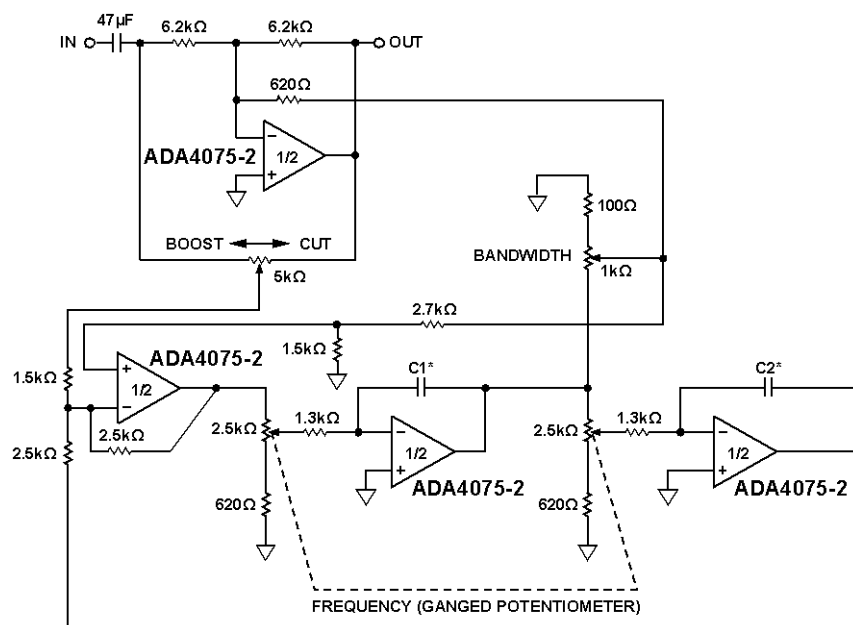 47µF
6.2kΩ
6.2kΩ
IN
OUT
620Ω
ADA4075-2
−
1/2
+
100Ω
BOOST
CUT
BANDWIDTH
1kΩ
5kΩ
2.7kΩ
ADA4075-2
1.5kΩ
1.5kΩ
+
1/2
−
C1*
C2*
2.5kΩ
2.5kΩ
2.5kΩ
1.3kΩ
−
1/2
+
ADA4075-2
2.5kΩ
1.3kΩ
−
1/2
+
ADA4075-2
620Ω
620Ω
FREQUENCY (GANGED POTENTIOMETER)